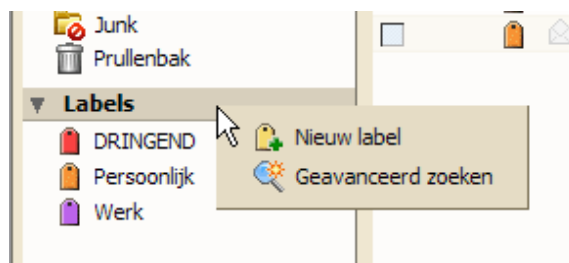 Junk
Prullenbak
Labels
DRINGEND
Nieuw label
Persoonlijk
Geavanceerd zoeken
Werk